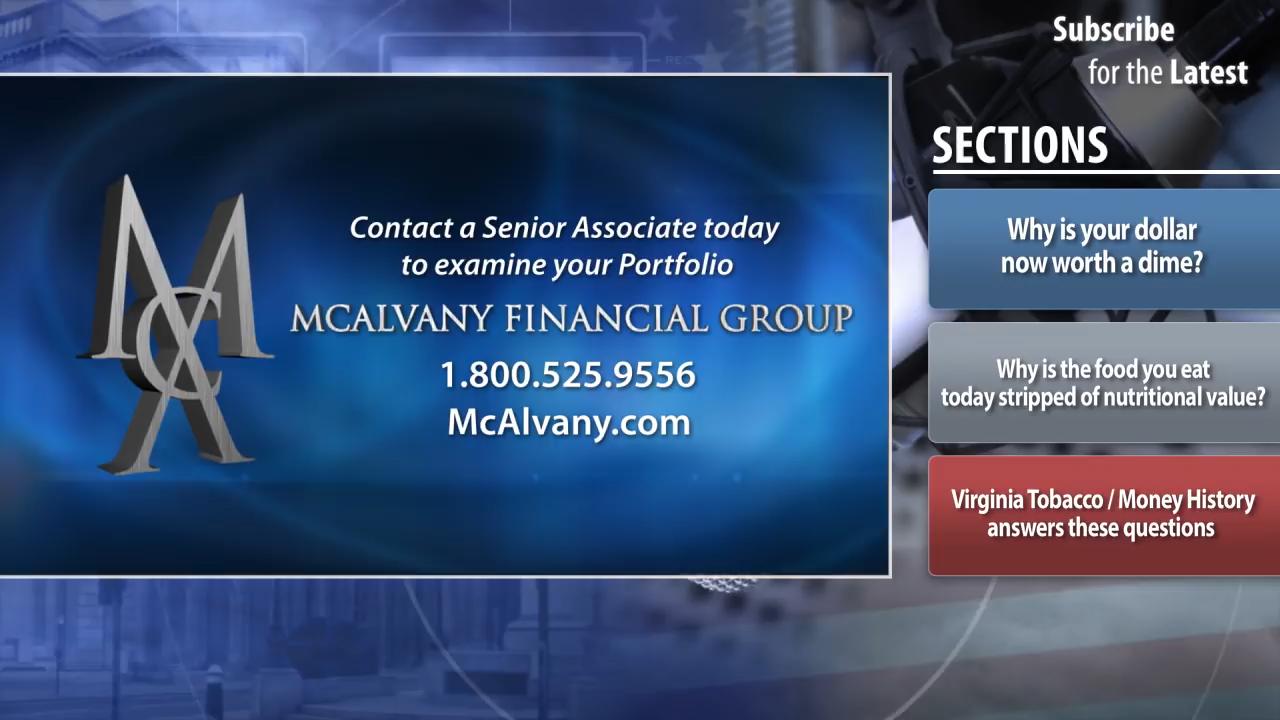 Subscribe
for the Latest
REC
SECTIONS
Contact a Senior Associate today
to examine your Portfolio
MCALVANY FINANCIAL GROUP
1.800.525.9556
McAlvany.com
Why is your dollar
now worth a dime?
Why is the food you eat
today stripped of nutritional value?
Virginia Tobacco / Money History
answers these questions